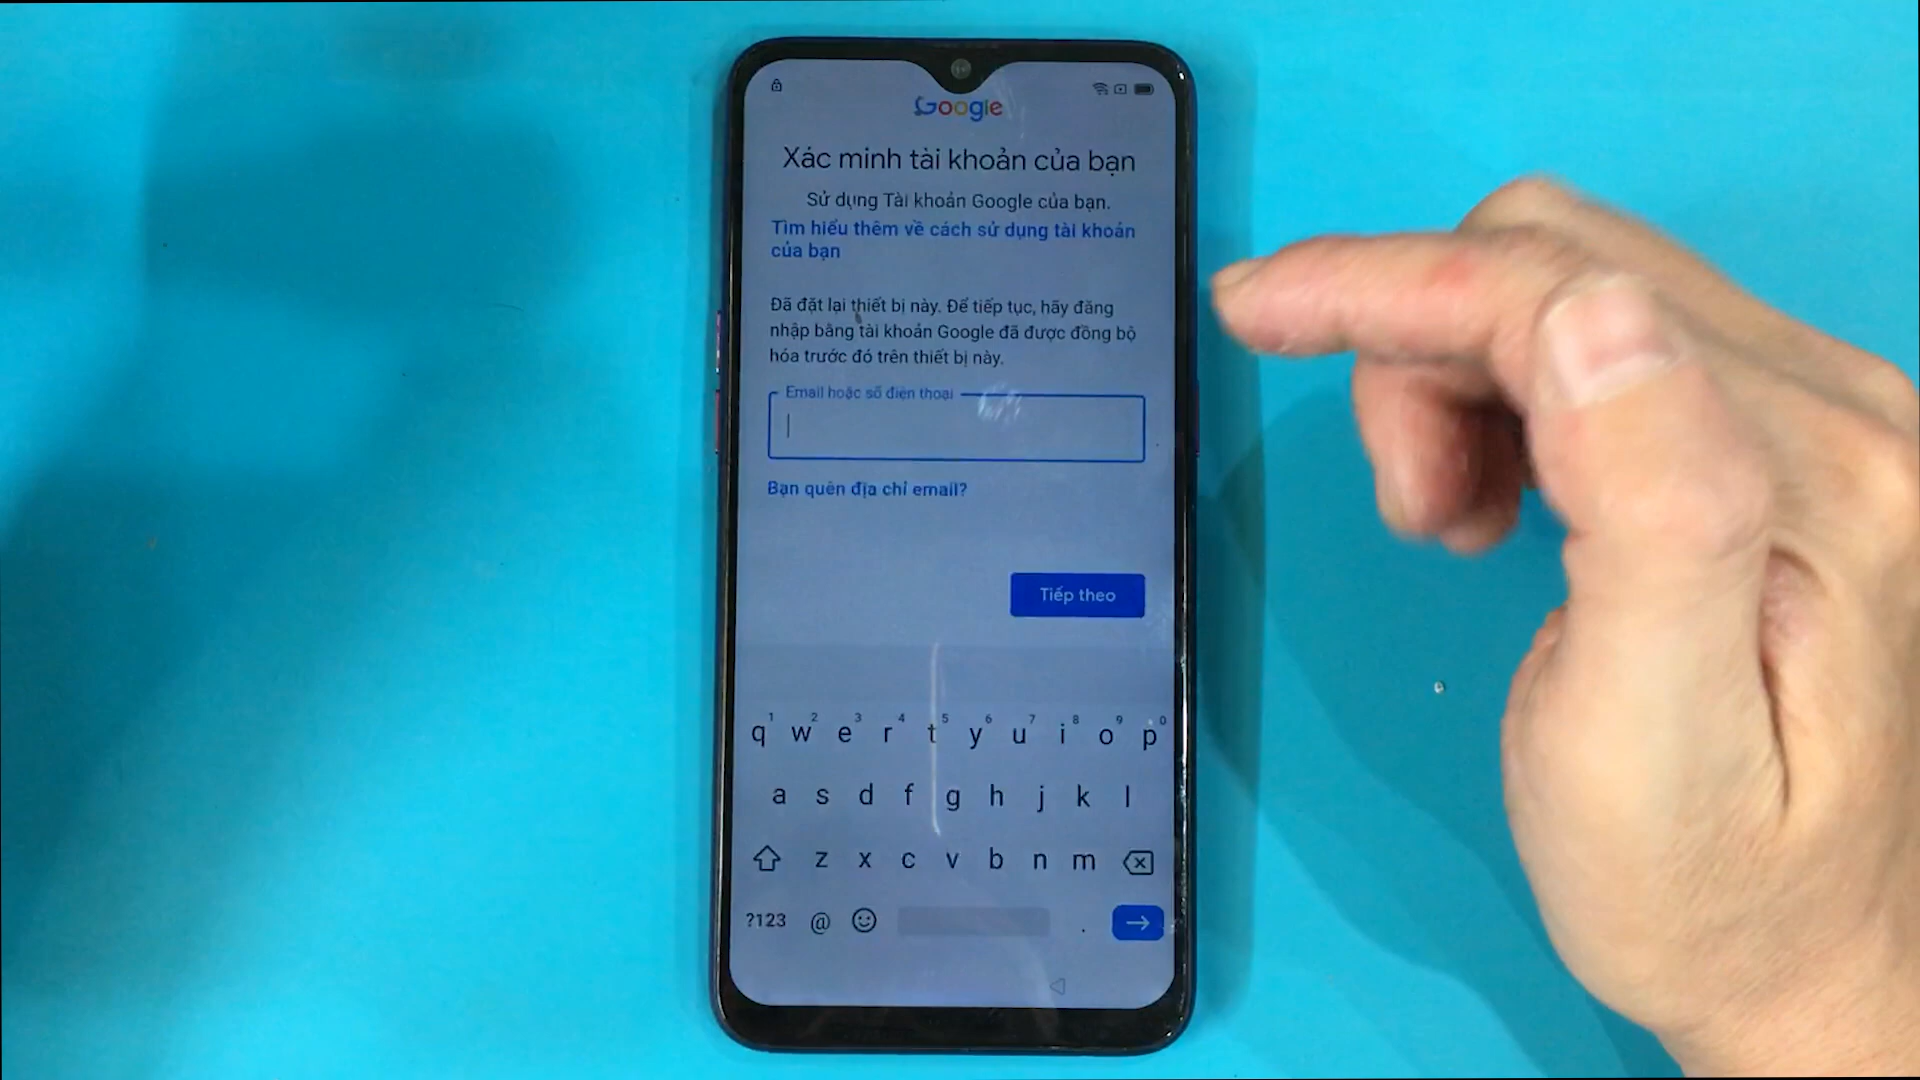 Google
Xác minh tài khoản của bạn
Sử dụng Tài khoản Google của bạn.
Tìm hiểu thêm về cách sử dụng tài khoản
của bạn
Đã đặt lại thiết bị này. Để tiếp tục, hãy đăng
nhập bằng tài khoản Google đã được đồng bộ
hóa trước đó trên thiết bị này.
Email hoặc số điện thoại
Bạn quên địa chỉ email?
Tiếp theo
1 2 3 4 5 6 7 8 9 0
q w e r t y u i o p
a s d f g h j k l
z x c v b n m
?123 @ .